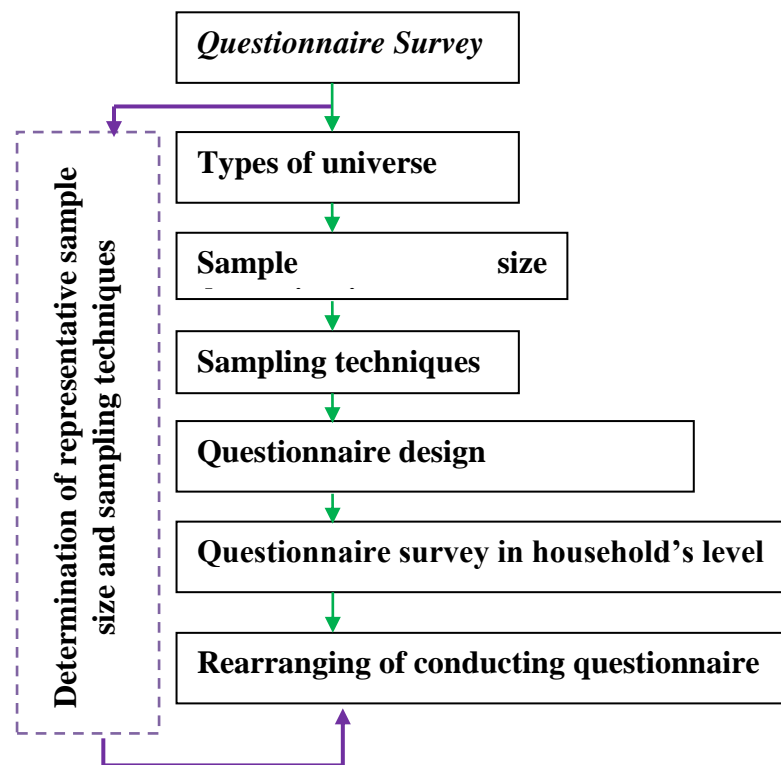 Questionnaire Survey
Types of universe
Sample size
Sampling techniques
Questionnaire design
Questionnaire survey in household's level
Rearranging of conducting questionnaire
Determination of representative sample
size and sampling techniques